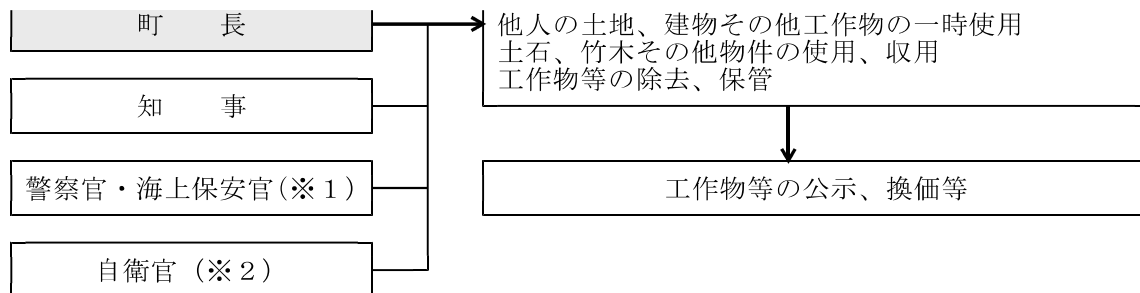 町　　長
他人の土地、建物その他工作物の一時使用
土石、竹木その他物件の使用、収用
工作物等の除去、保管
知　　事
警察官・海上保安官(※１)
工作物等の公示、換価等
自衛官（※２）